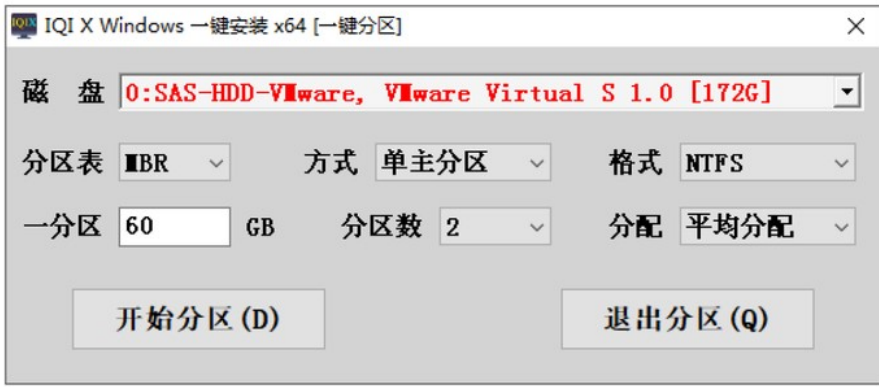 IQIX IQI X Windows 一键安装 x64 [一键分区]
磁 盘 0:SAS-HDD-VMware, VMware Virtual S 1.0 [172G]
分区表 MBR 方式 单主分区 格式 NTFS
一分区 60 GB 分区数 2 分配 平均分配
开始分区(D) 退出分区(Q)